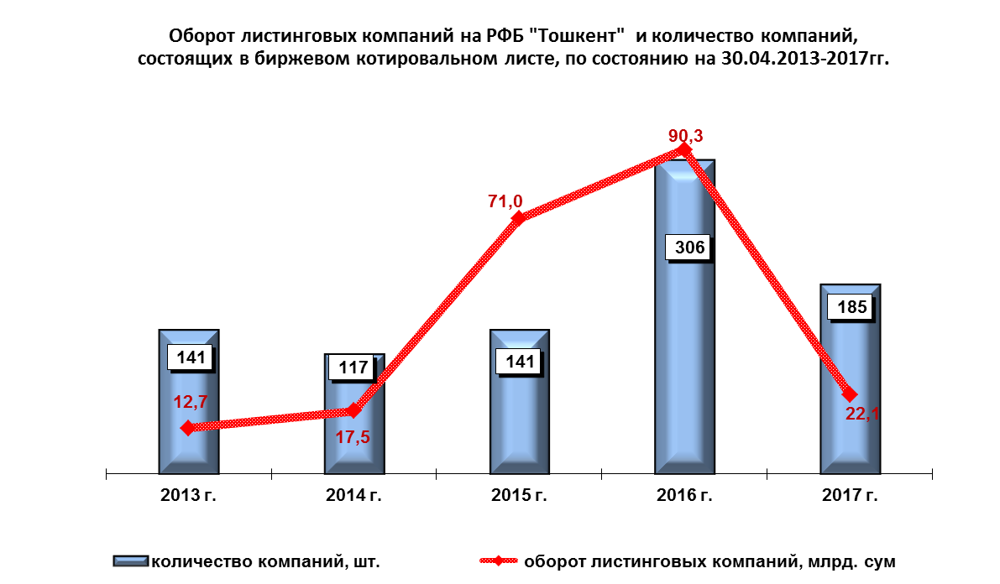 Оборот листинговых компаний на РФБ "Тошкент" и количество компаний,
состоящих в биржевом котировальном листе, по состоянию на 30.04.2013-2017гг.
90,3
71,0
306
185
141
117
141
12,7
17,5
22,1
2013 г.
2014 г.
2015 г.
2016 г.
2017 г.
количество компаний, шт.
оборот листинговых компаний, млрд. сум